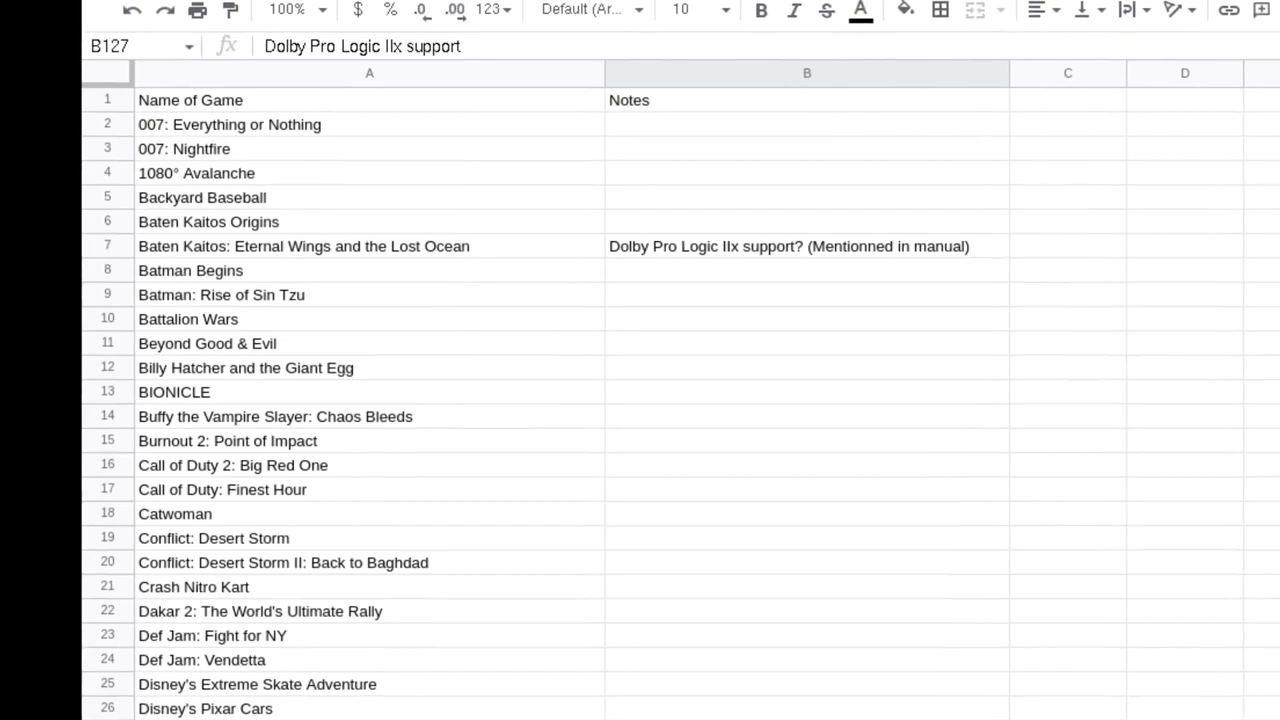 100% $ % .0 .00 123 Default (Ar... 10 B I S A
B127 fx Dolby Pro Logic IIx support
A B C D
1 Name of Game Notes
2 007: Everything or Nothing
3 007: Nightfire
4 1080° Avalanche
5 Backyard Baseball
6 Baten Kaitos Origins
7 Baten Kaitos: Eternal Wings and the Lost Ocean Dolby Pro Logic IIx support? (Mentionned in manual)
8 Batman Begins
9 Batman: Rise of Sin Tzu
10 Battalion Wars
11 Beyond Good & Evil
12 Billy Hatcher and the Giant Egg
13 BIONICLE
14 Buffy the Vampire Slayer: Chaos Bleeds
15 Burnout 2: Point of Impact
16 Call of Duty 2: Big Red One
17 Call of Duty: Finest Hour
18 Catwoman
19 Conflict: Desert Storm
20 Conflict: Desert Storm II: Back to Baghdad
21 Crash Nitro Kart
22 Dakar 2: The World's Ultimate Rally
23 Def Jam: Fight for NY
24 Def Jam: Vendetta
25 Disney's Extreme Skate Adventure
26 Disney's Pixar Cars